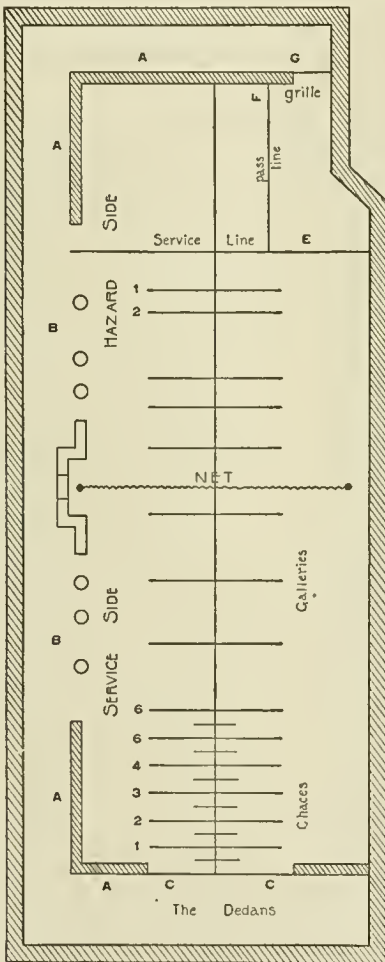 A G
grille
A
F
pass line
SIDE
Service Line E
1
HAZARD
2
B
NET
SIDE
Galleries
B
SERVICE
6
6
4
A
3
Chaces
2
1
A C C
The Dedans